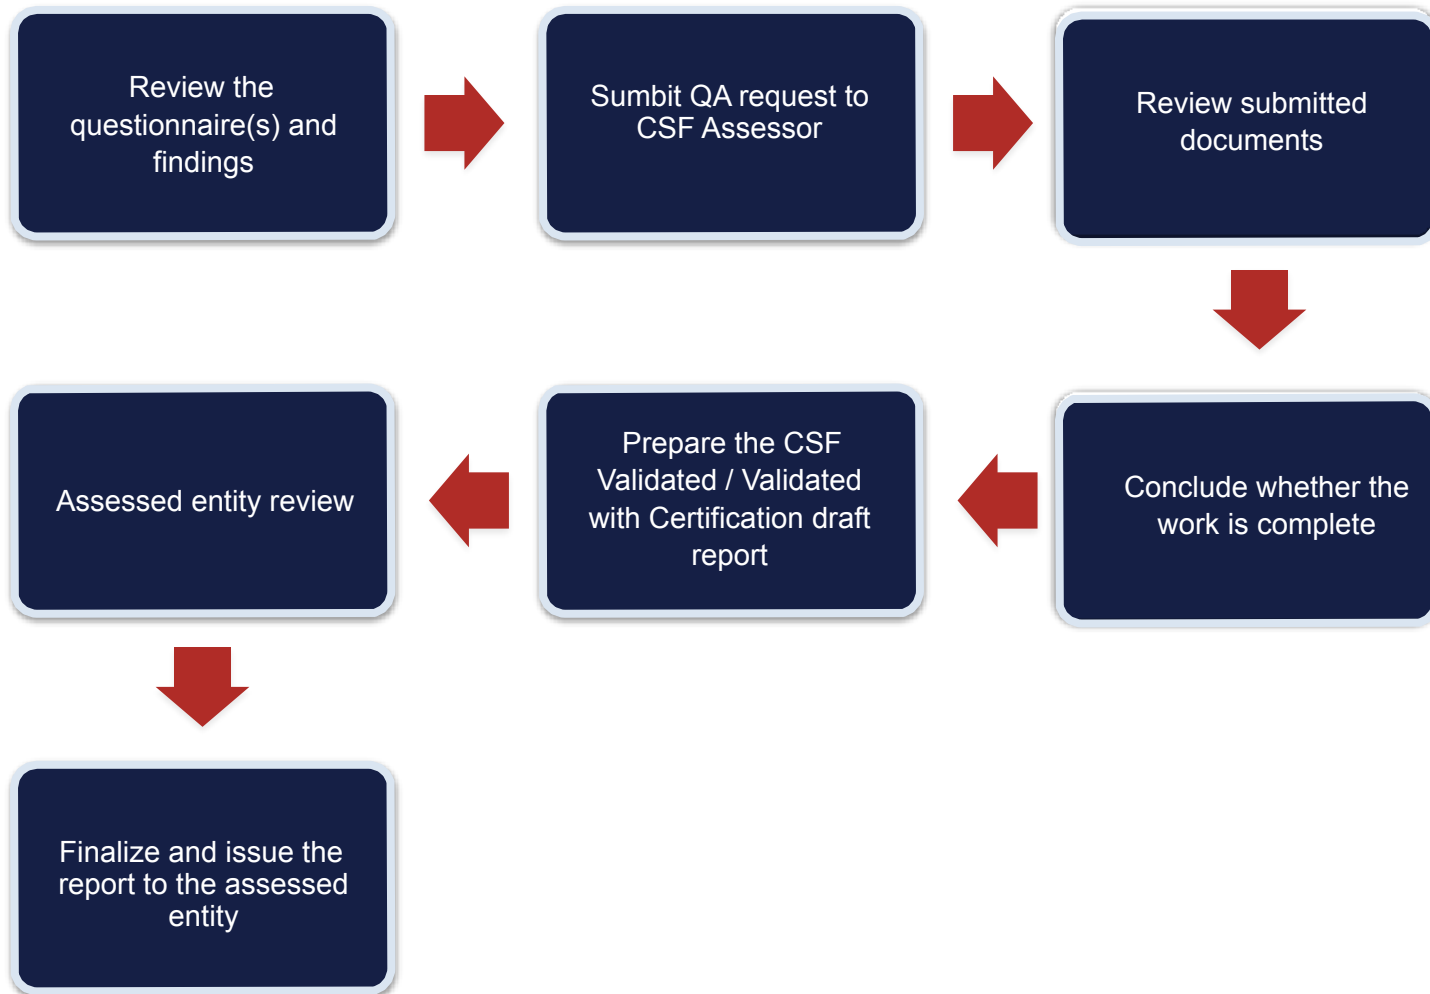 Review the
questionnaire(s) and
findings
Sumbit QA request to
CSF Assessor
Review submitted
documents
Conclude whether the
work is complete
Prepare the CSF
Validated / Validated
with Certification draft
report
Assessed entity review
Finalize and issue the
report to the assessed
entity